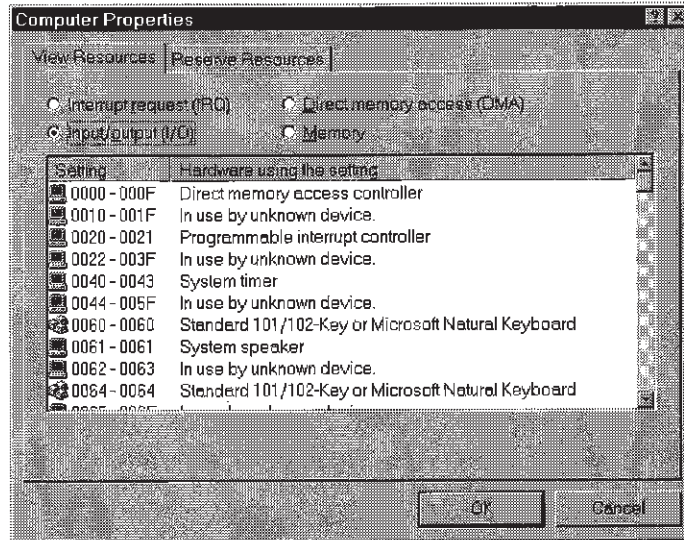 Computer Properties
View Resources Reserve Resources
Interrupt request (IRQ) Direct memory access (DMA)
Input/output (I/O) Memory
Setting Hardware using the setting
0000 - 000F Direct memory access controller
0010 - 001F In use by unknown device.
0020 - 0021 Programmable interrupt controller
0022 - 003F In use by unknown device.
0040 - 0043 System timer
0044 - 005F In use by unknown device.
0060 - 0060 Standard 101/102-Key or Microsoft Natural Keyboard
0061 - 0061 System speaker
0062 - 0063 In use by unknown device.
0064 - 0064 Standard 101/102-Key or Microsoft Natural Keyboard
OK Cancel